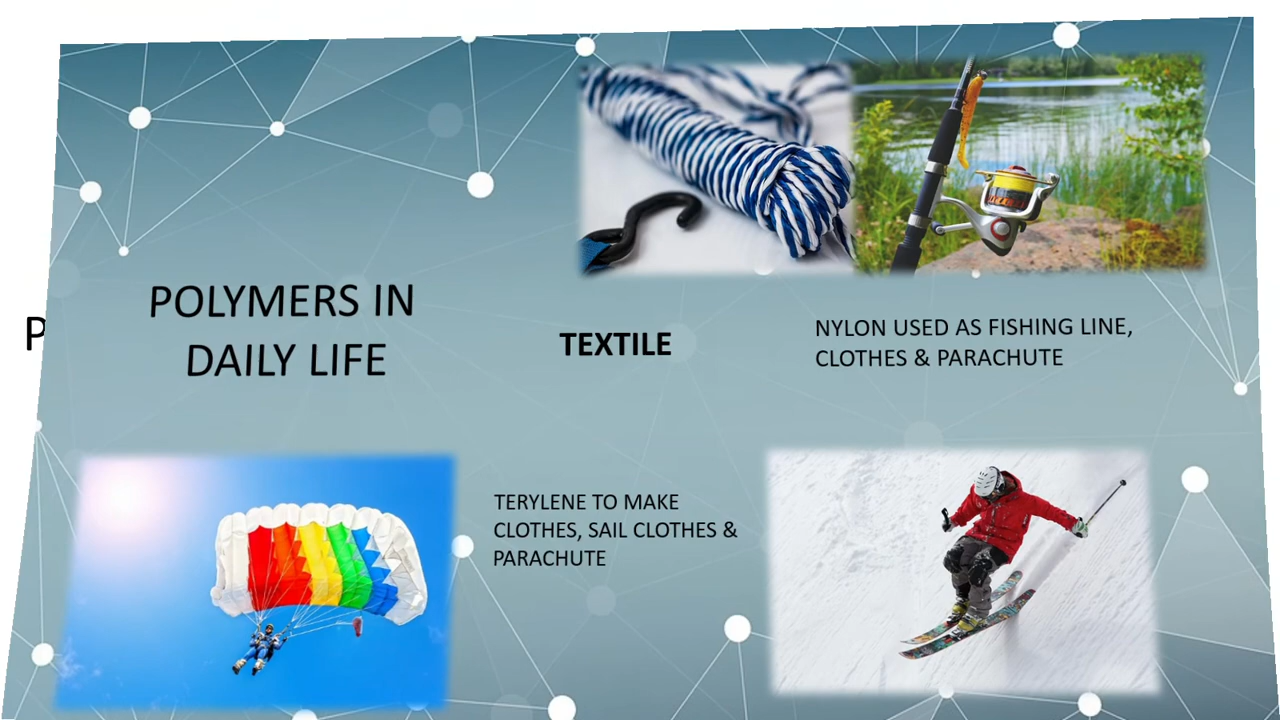 POLYMERS IN
DAILY LIFE
TEXTILE
NYLON USED AS FISHING LINE,
CLOTHES & PARACHUTE
TERYLENE TO MAKE
CLOTHES, SAIL CLOTHES &
PARACHUTE
P